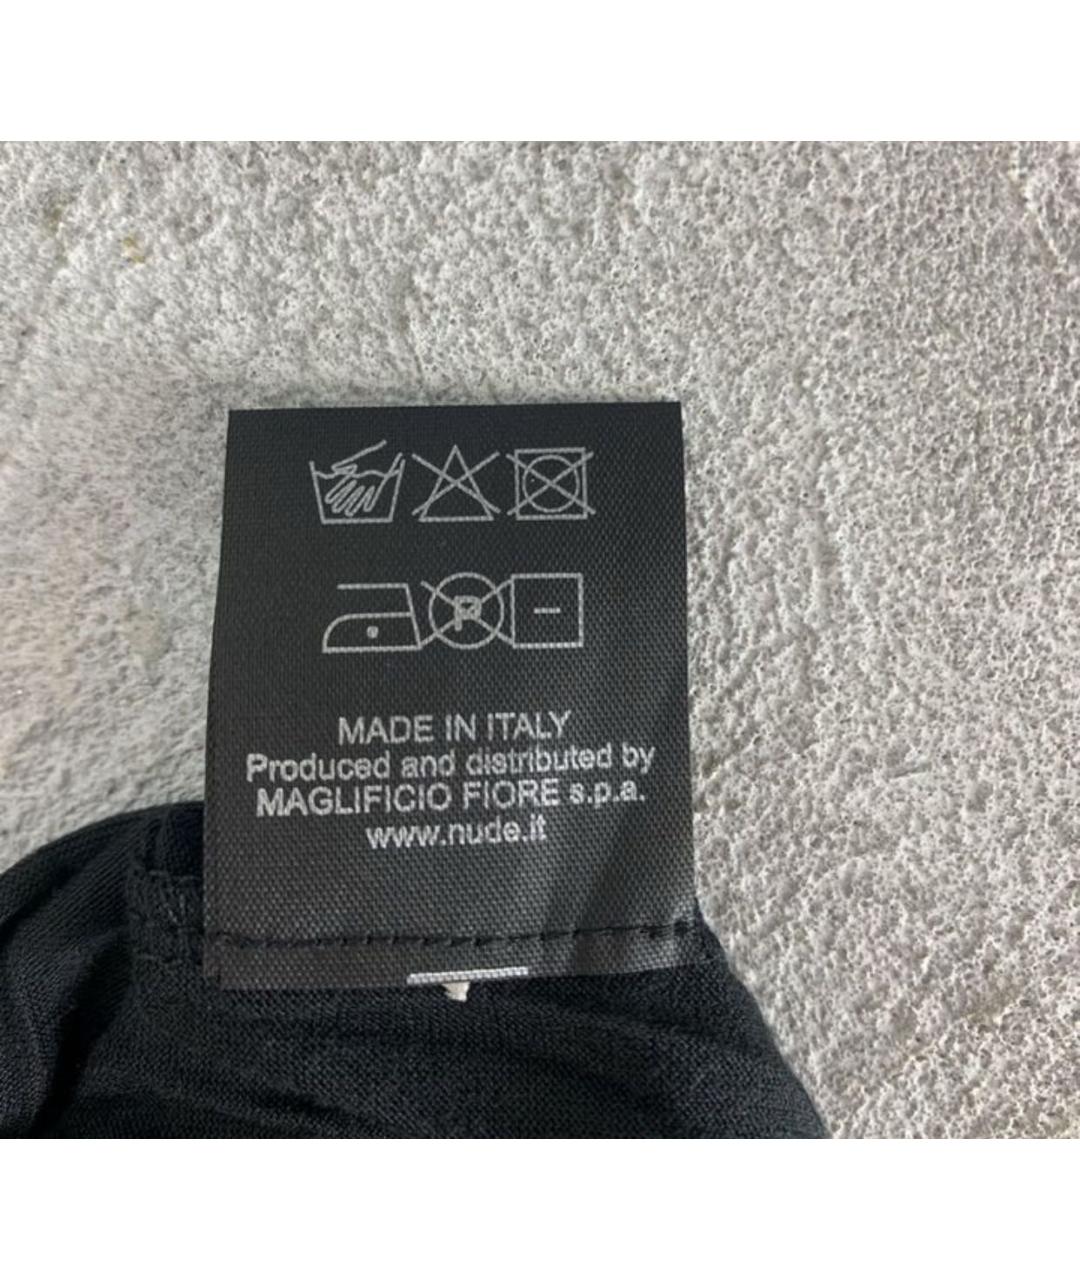 P
MADE IN ITALY
Produced and distributed by
MAGLIFICIO FIORE s.p.a.
www.nude.it